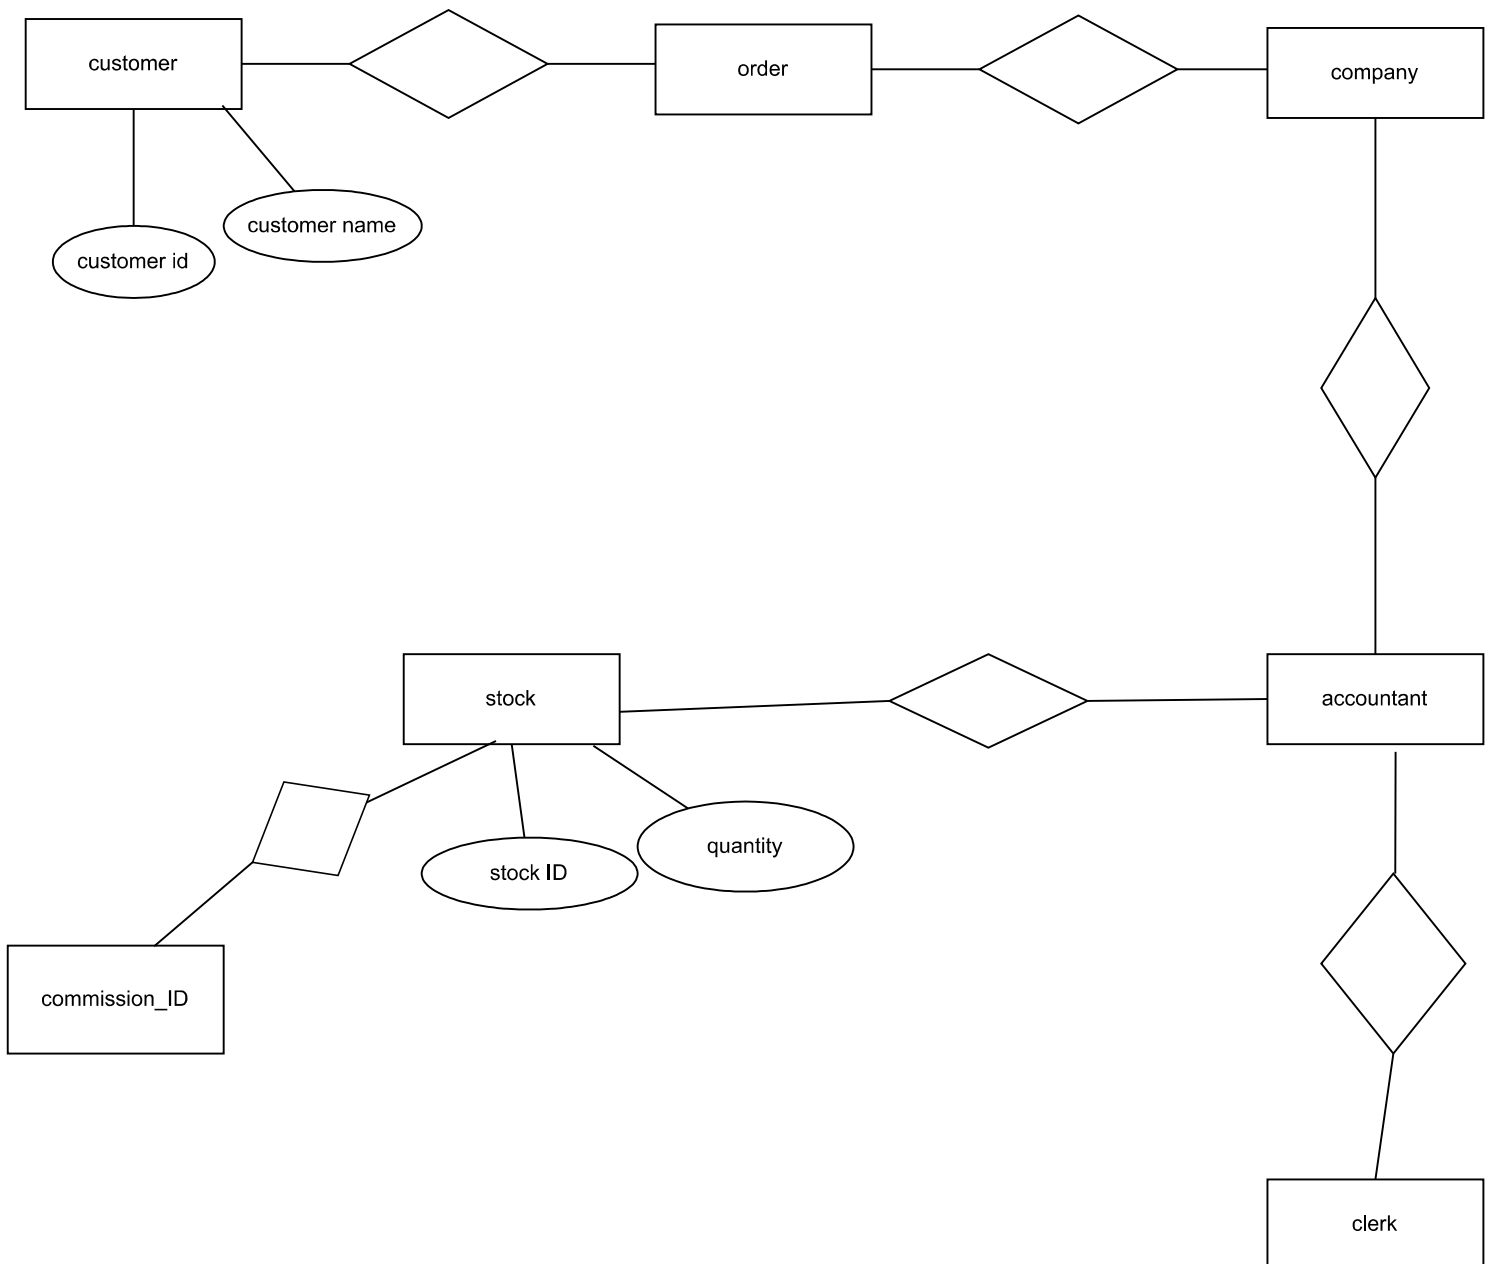 customer
order
company
customer name
customer id
stock
accountant
quantity
stock ID
commission_ID
clerk